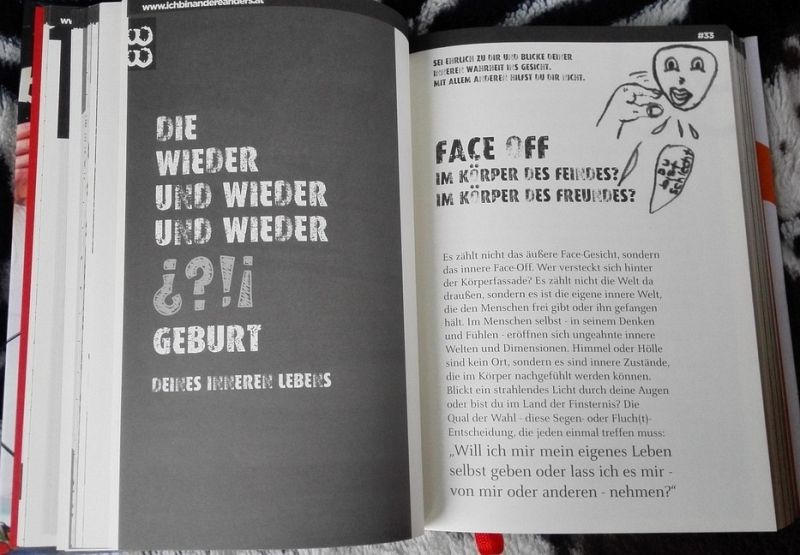 www.ichbinandereanders.at
33
DIE
WIEDER
UND WIEDER
UND WIEDER
¿?!¡
GEBURT
DEINES INNEREN LEBENS
#33
SEI EHRLICH ZU DIR UND BLICKE DEINER
INNEREN WAHRHEIT INS GESICHT.
MIT ALLEM ANDEREN HILFST DU DIR NICHT.
FACE OFF
IM KÖRPER DES FEINDES?
IM KÖRPER DES FREUNDES?
Es zählt nicht das äußere Face-Gesicht, sondern
das innere Face-Off. Wer versteckt sich hinter
der Körperfassade? Es zählt nicht die Welt da
draußen, sondern es ist die eigene innere Welt,
die den Menschen frei gibt oder ihn gefangen
hält. Im Menschen selbst - in seinem Denken
und Fühlen - eröffnen sich ungeahnte innere
Welten und Dimensionen. Himmel oder Hölle
sind kein Ort, sondern es sind innere Zustände,
die im Körper nachgefühlt werden können.
Blickt ein strahlendes Licht durch deine Augen
oder bist du im Land der Finsternis? Die
Qual der Wahl - diese Segen- oder Fluch(t)-
Entscheidung, die jeden einmal treffen muss:
„Will ich mir mein eigenes Leben
selbst geben oder lass ich es mir -
von mir oder anderen - nehmen?“